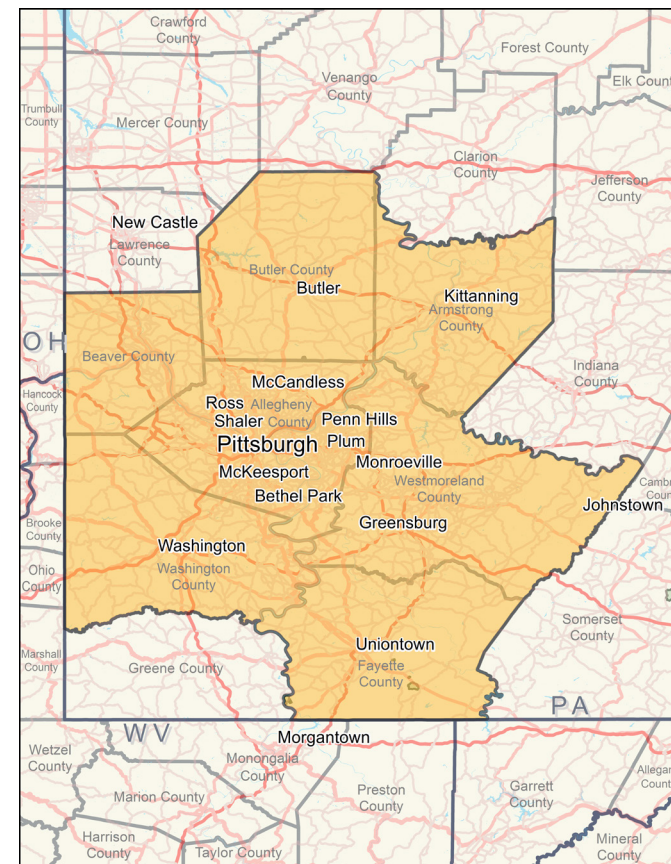 Crawford
County
Forest County
Venango
County
Elk Count
Trumbull
County
Mercer County
Clarion
County
Jefferson
County
New Castle
Lawrence
County
Butler County
Butler
Kittanning
Armstrong
County
OH
Beaver County
Indiana
County
McCandless
Hancock
County
Ross
Allegheny
County
Shaler
Penn Hills
Pittsburgh
Plum
Monroeville
McKeesport
Westmoreland
County
Cambr
Coun
Bethel Park
Johnstown
Greensburg
Brooke
County
Washington
Washington
County
Ohio
County
Somerset
County
Uniontown
Fayette
County
Marshall
County
Greene County
PA
WV
Morgantown
Wetzel
County
Monongalia
County
Allegan
Count
Preston
County
Garrett
County
Marion County
Harrison
County
Taylor County
Mineral
County